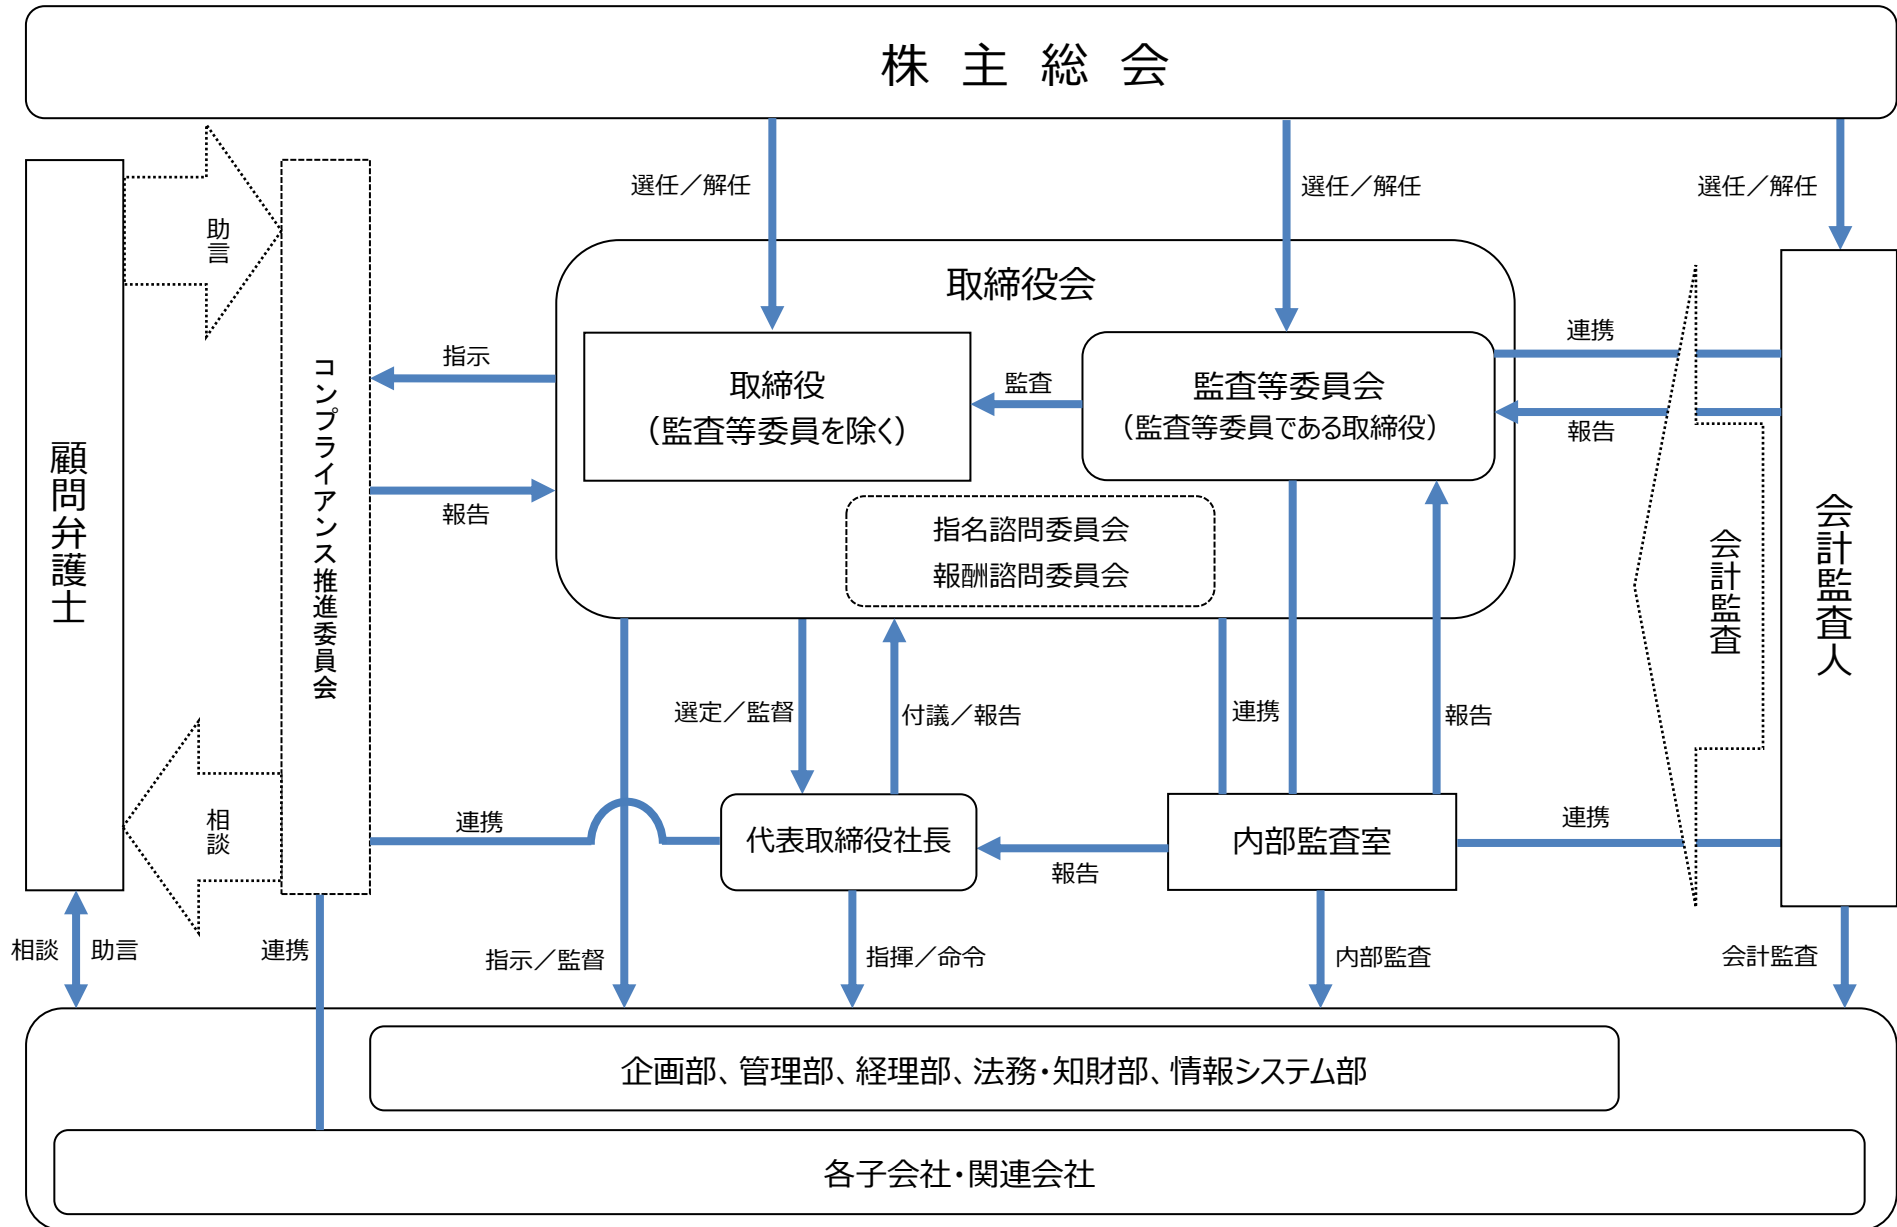 株 主 総 会
選任／解任
選任／解任
選任／解任
助言
取締役会
連携
指示
取締役
（監査等委員を除く）
監査
監査等委員会
（監査等委員である取締役）
報告
コンプライアンス推進委員会
顧問弁護士
報告
指名諮問委員会
報酬諮問委員会
会計監査
会計監査人
選定／監督
付議／報告
連携
報告
相談
連携
代表取締役社長
報告
内部監査室
連携
相談
助言
連携
指示／監督
指揮／命令
内部監査
会計監査
企画部、管理部、経理部、法務・知財部、情報システム部
各子会社・関連会社